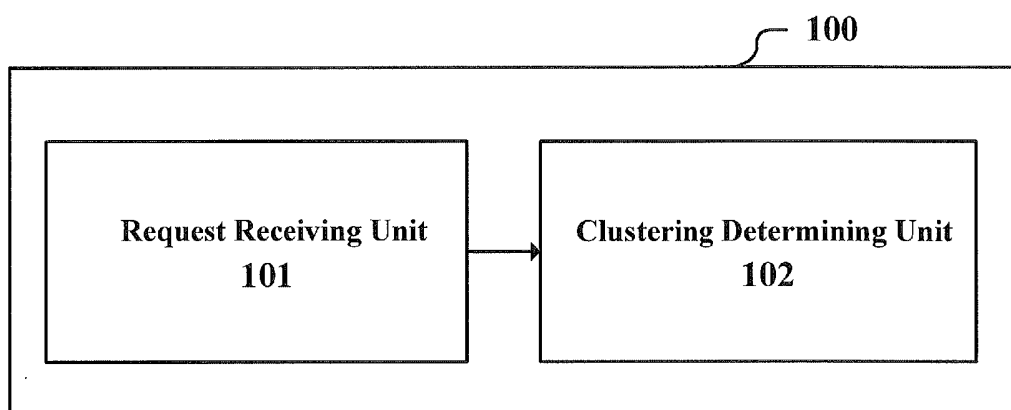 100
Request Receiving Unit
101
Clustering Determining Unit
102